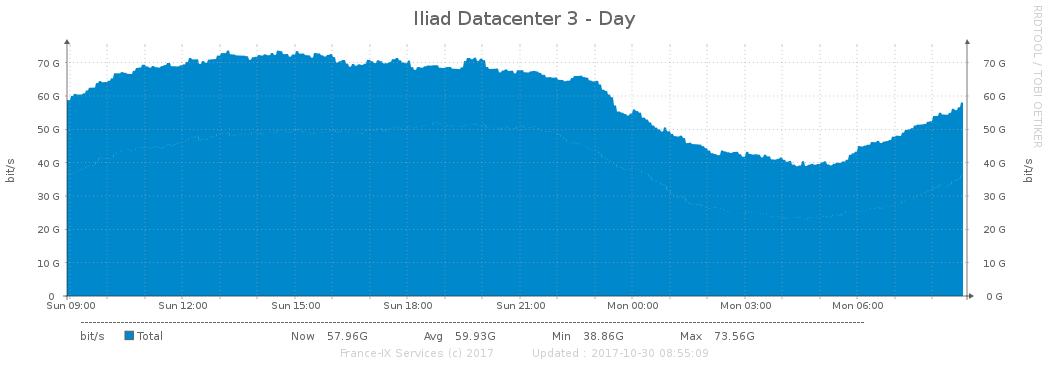 Iliad Datacenter 3 - Day
RRDTOOL / TOBI OETIKER
bit/s
70 G
60 G
50 G
40 G
30 G
20 G
10 G
0
70 G
60 G
50 G
40 G
30 G
20 G
10 G
0 G
bit/s
Sun 09:00 Sun 12:00 Sun 15:00 Sun 18:00 Sun 21:00 Mon 00:00 Mon 03:00 Mon 06:00
bit/s Total Now 57.96G Avg 59.93G Min 38.86G Max 73.56G
France-IX Services (c) 2017 Updated : 2017-10-30 08:55:09